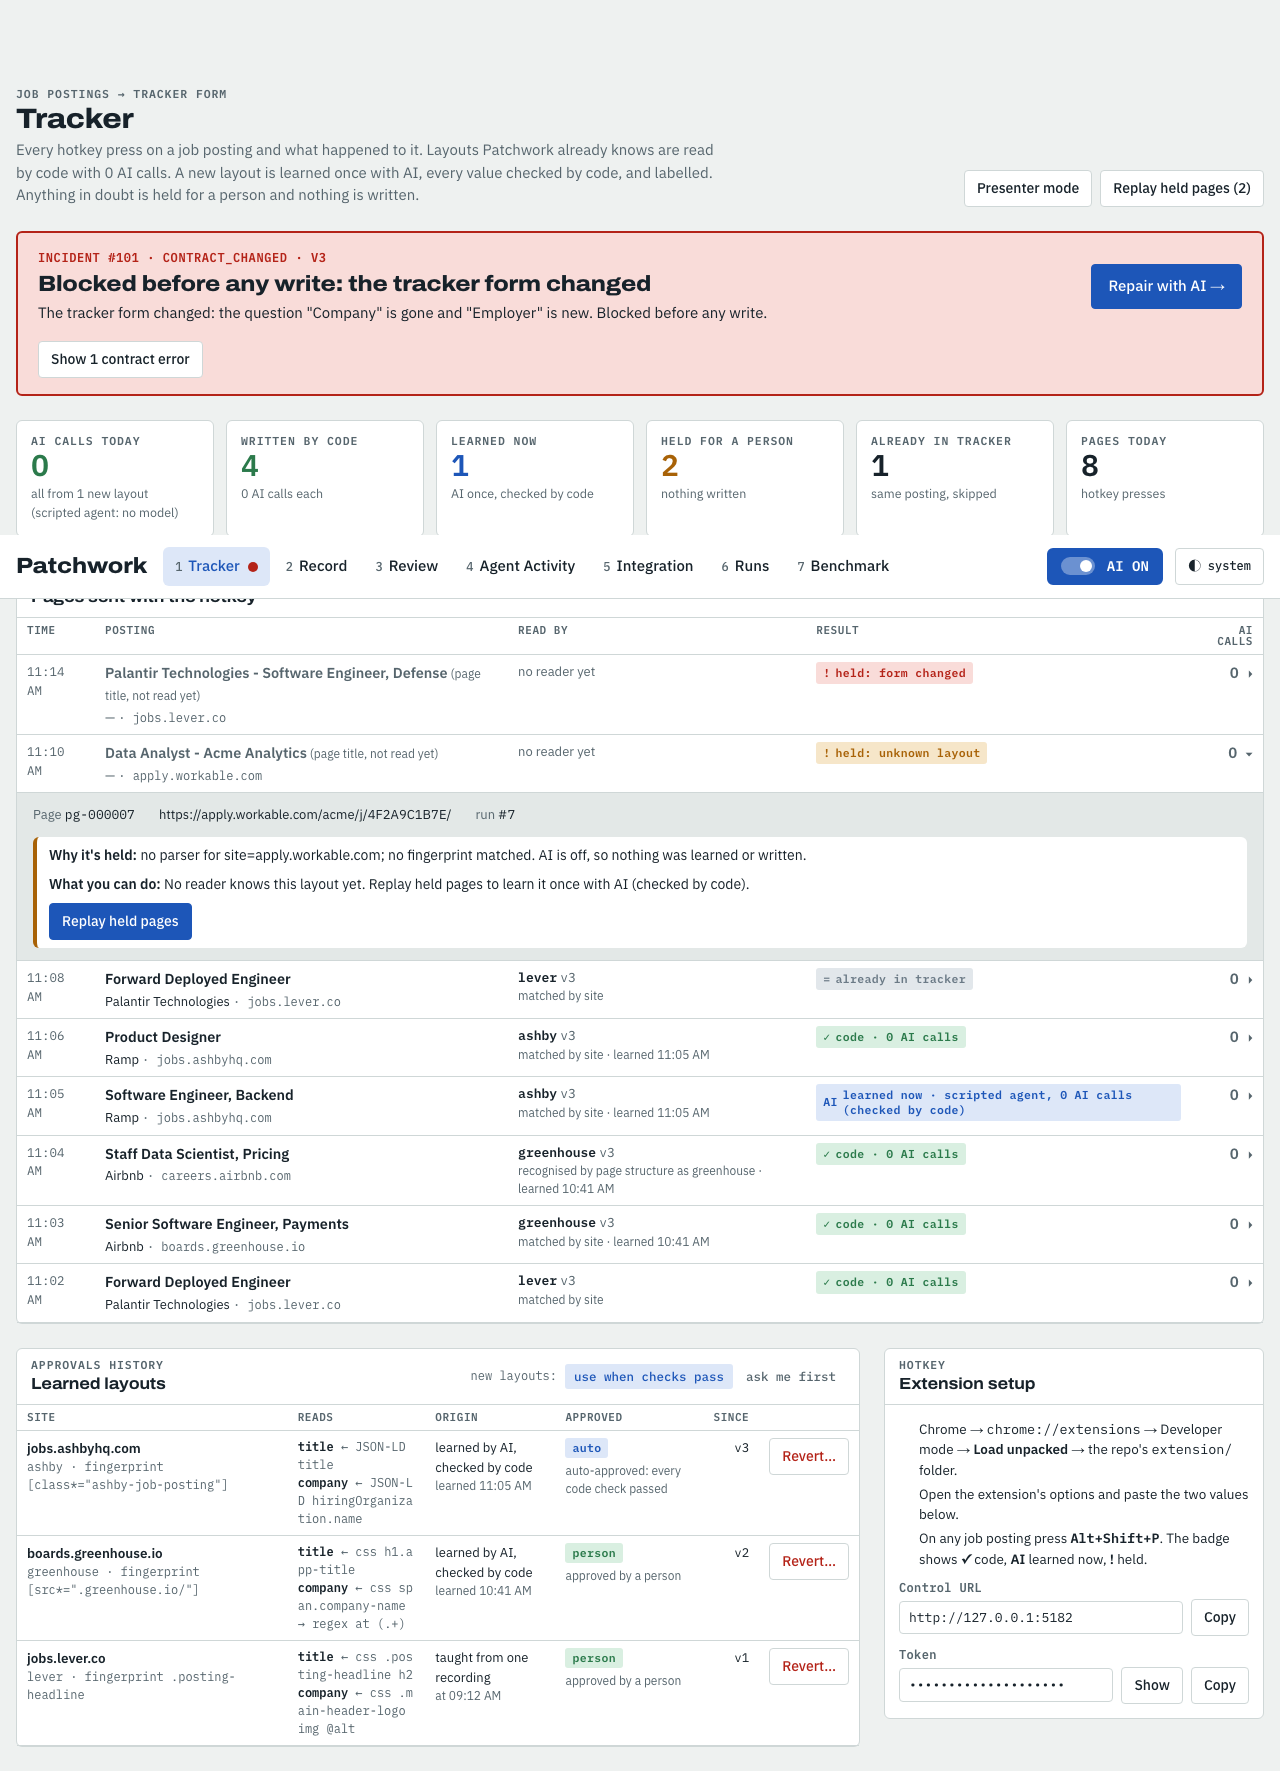 JOB POSTINGS → TRACKER FORM
Tracker
Every hotkey press on a job posting and what happened to it. Layouts Patchwork already knows are read
by code with 0 AI calls. A new layout is learned once with AI, every value checked by code, and labelled.
Anything in doubt is held for a person and nothing is written.
Presenter mode
Replay held pages (2)
INCIDENT #101 · CONTRACT_CHANGED · V3
Blocked before any write: the tracker form changed
The tracker form changed: the question "Company" is gone and "Employer" is new. Blocked before any write.
Repair with AI →
Show 1 contract error
AI CALLS TODAY
0
all from 1 new layout
(scripted agent: no model)
WRITTEN BY CODE
4
0 AI calls each
LEARNED NOW
1
AI once, checked by code
HELD FOR A PERSON
2
nothing written
ALREADY IN TRACKER
1
same posting, skipped
PAGES TODAY
8
hotkey presses
Patchwork
1 Tracker
2 Record
3 Review
4 Agent Activity
5 Integration
6 Runs
7 Benchmark
AI ON
system
Pages sent with the hotkey
TIME POSTING READ BY RESULT AI
CALLS
11:14
AM
Palantir Technologies - Software Engineer, Defense (page
title, not read yet)
— · jobs.lever.co
no reader yet
! held: form changed
0
11:10
AM
Data Analyst - Acme Analytics (page title, not read yet)
— · apply.workable.com
no reader yet
! held: unknown layout
0
Page pg-000007 https://apply.workable.com/acme/j/4F2A9C1B7E/ run #7
Why it's held: no parser for site=apply.workable.com; no fingerprint matched. AI is off, so nothing was learned or written.
What you can do: No reader knows this layout yet. Replay held pages to learn it once with AI (checked by code).
Replay held pages
11:08
AM
Forward Deployed Engineer
Palantir Technologies · jobs.lever.co
lever v3
matched by site
= already in tracker
0
11:06
AM
Product Designer
Ramp · jobs.ashbyhq.com
ashby v3
matched by site · learned 11:05 AM
✓ code · 0 AI calls
0
11:05
AM
Software Engineer, Backend
Ramp · jobs.ashbyhq.com
ashby v3
matched by site · learned 11:05 AM
AI learned now · scripted agent, 0 AI calls
(checked by code)
0
11:04
AM
Staff Data Scientist, Pricing
Airbnb · careers.airbnb.com
greenhouse v3
recognised by page structure as greenhouse ·
learned 10:41 AM
✓ code · 0 AI calls
0
11:03
AM
Senior Software Engineer, Payments
Airbnb · boards.greenhouse.io
greenhouse v3
matched by site · learned 10:41 AM
✓ code · 0 AI calls
0
11:02
AM
Forward Deployed Engineer
Palantir Technologies · jobs.lever.co
lever v3
matched by site
✓ code · 0 AI calls
0
APPROVALS HISTORY
Learned layouts
new layouts: use when checks pass ask me first
SITE READS ORIGIN APPROVED SINCE
jobs.ashbyhq.com
ashby · fingerprint
[class*="ashby-job-posting"]
title ← JSON-LD
title
company ← JSON-L
D hiringOrganiza
tion.name
learned by AI,
checked by code
learned 11:05 AM
auto
auto-approved: every
code check passed
v3
Revert…
boards.greenhouse.io
greenhouse · fingerprint
[src*=".greenhouse.io/"]
title ← css h1.a
pp-title
company ← css sp
an.company-name
→ regex at (.+)
learned by AI,
checked by code
learned 10:41 AM
person
approved by a person
v2
Revert…
jobs.lever.co
lever · fingerprint .posting-
headline
title ← css .pos
ting-headline h2
company ← css .m
ain-header-logo
img @alt
taught from one
recording
at 09:12 AM
person
approved by a person
v1
Revert…
HOTKEY
Extension setup
Chrome → chrome://extensions → Developer
mode → Load unpacked → the repo's extension/
folder.
Open the extension's options and paste the two values
below.
On any job posting press Alt+Shift+P. The badge
shows ✓ code, AI learned now, ! held.
Control URL
http://127.0.0.1:5182
Copy
Token
••••••••••••••••••••
Show
Copy